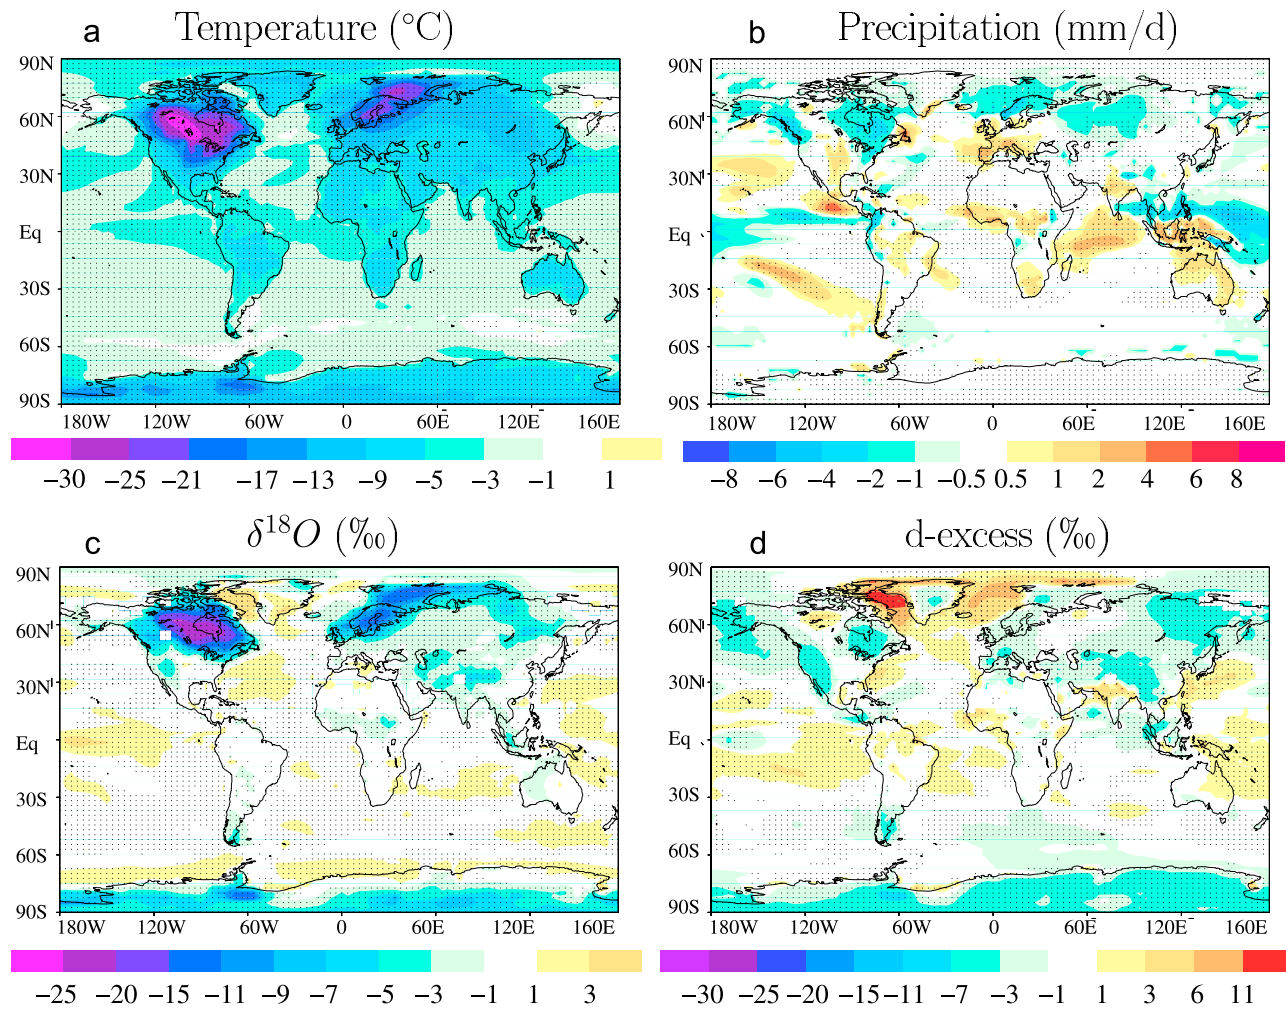 a Temperature (°C)
b Precipitation (mm/d)
90N
60N
30N
Eq
30S
60S
90S
180W 120W 60W 0 60E 120E 160E
−30 −25 −21 −17 −13 −9 −5 −3 −1 1
90N
60N
30N
Eq
30S
60S
90S
180W 120W 60W 0 60E 120E 160E
−8 −6 −4 −2 −1 −0.5 0.5 1 2 4 6 8
c δ¹⁸O (‰)
d d-excess (‰)
90N
60N
30N
Eq
30S
60S
90S
180W 120W 60W 0 60E 120E 160E
−25 −20 −15 −11 −9 −7 −5 −3 −1 1 3
90N
60N
30N
Eq
30S
60S
90S
180W 120W 60W 0 60E 120E 160E
−30 −25 −20 −15 −11 −7 −3 −1 1 3 6 11